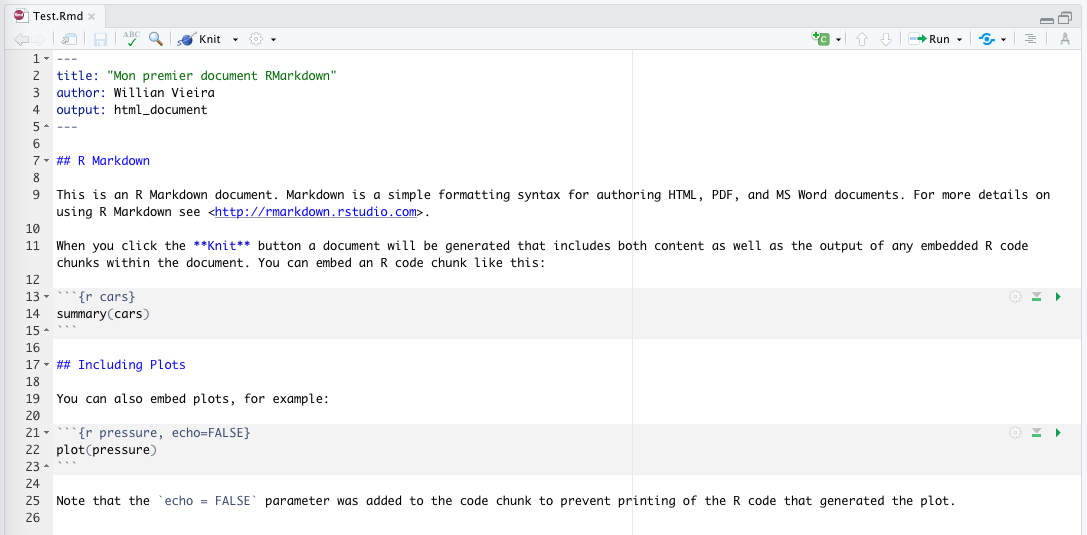 Test.Rmd
ABC Knit Run
1 ---
2 title: "Mon premier document RMarkdown"
3 author: Willian Vieira
4 output: html_document
5 ---
6
7 ## R Markdown
8
9 This is an R Markdown document. Markdown is a simple formatting syntax for authoring HTML, PDF, and MS Word documents. For more details on
using R Markdown see <http://rmarkdown.rstudio.com>.
10
11 When you click the **Knit** button a document will be generated that includes both content as well as the output of any embedded R code
chunks within the document. You can embed an R code chunk like this:
12
13 ```{r cars}
14 summary(cars)
15 ```
16
17 ## Including Plots
18
19 You can also embed plots, for example:
20
21 ```{r pressure, echo=FALSE}
22 plot(pressure)
23 ```
24
25 Note that the `echo = FALSE` parameter was added to the code chunk to prevent printing of the R code that generated the plot.
26